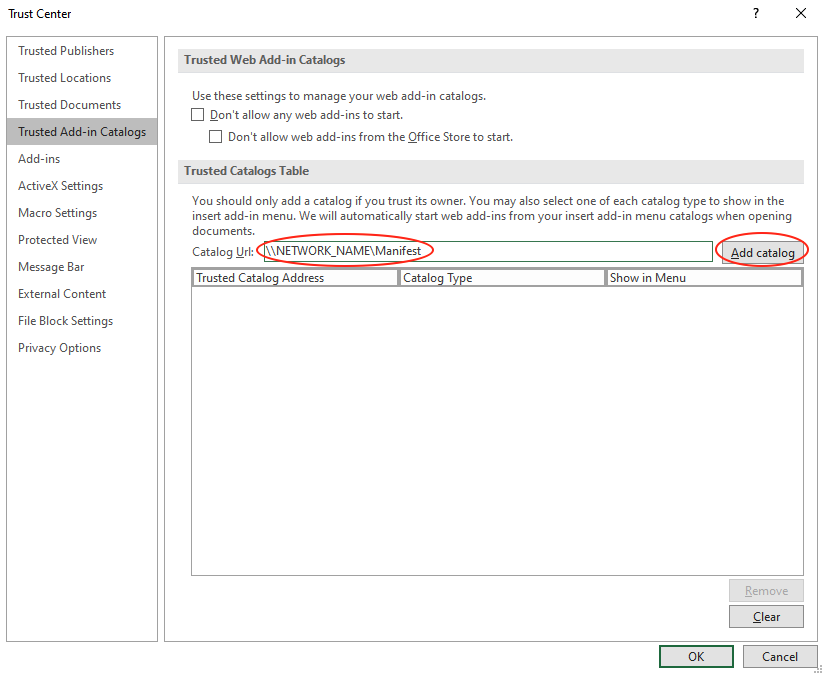 Trust Center
?
Trusted Publishers
Trusted Locations
Trusted Documents
Trusted Add-in Catalogs
Add-ins
ActiveX Settings
Macro Settings
Protected View
Message Bar
External Content
File Block Settings
Privacy Options
Trusted Web Add-in Catalogs
Use these settings to manage your web add-in catalogs.
Don't allow any web add-ins to start.
Don't allow web add-ins from the Office Store to start.
Trusted Catalogs Table
You should only add a catalog if you trust its owner. You may also select one of each catalog type to show in the
insert add-in menu. We will automatically start web add-ins from your insert add-in menu catalogs when opening
documents.
Catalog Url: \\NETWORK_NAME\Manifest Add catalog
Trusted Catalog Address Catalog Type Show in Menu
Remove
Clear
OK Cancel